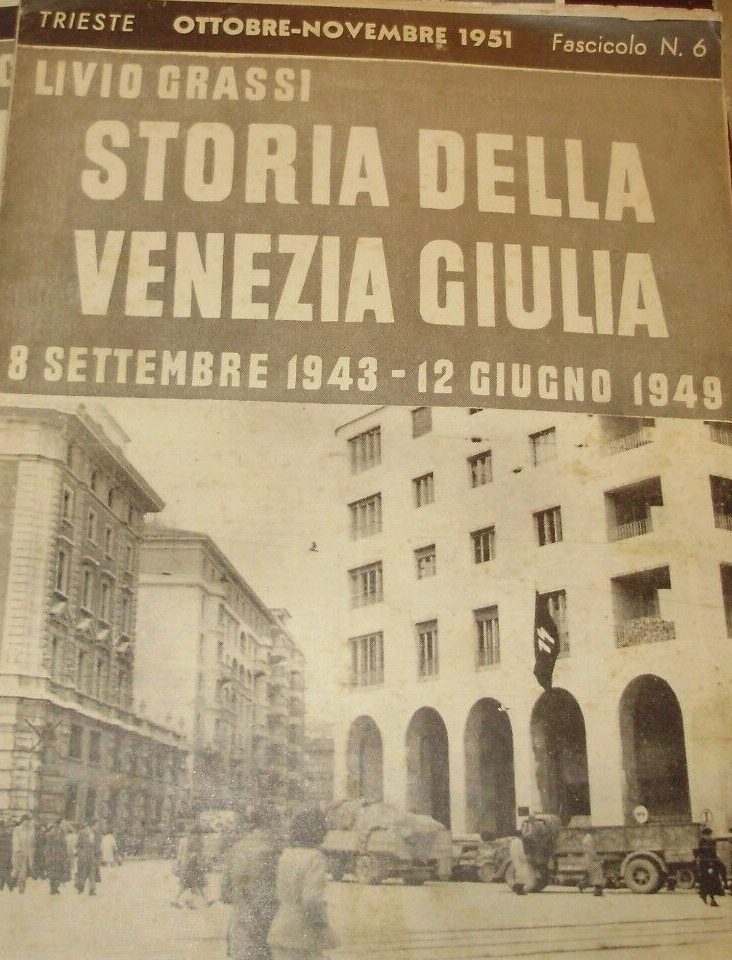 TRIESTE OTTOBRE-NOVEMBRE 1951 Fascicolo N. 6
LIVIO GRASSI
STORIA DELLA
VENEZIA GIULIA
8 SETTEMBRE 1943 - 12 GIUGNO 1949